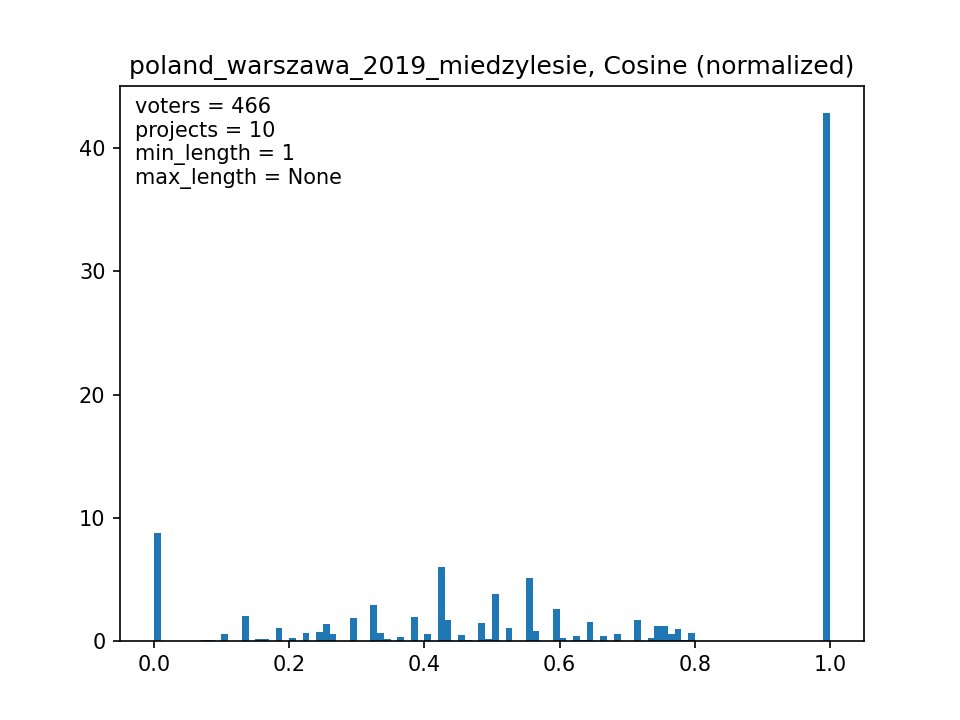 poland_warszawa_2019_miedzylesie, Cosine (normalized)
voters = 466
projects = 10
min_length = 1
max_length = None
40
30
20
10
0
0.0 0.2 0.4 0.6 0.8 1.0